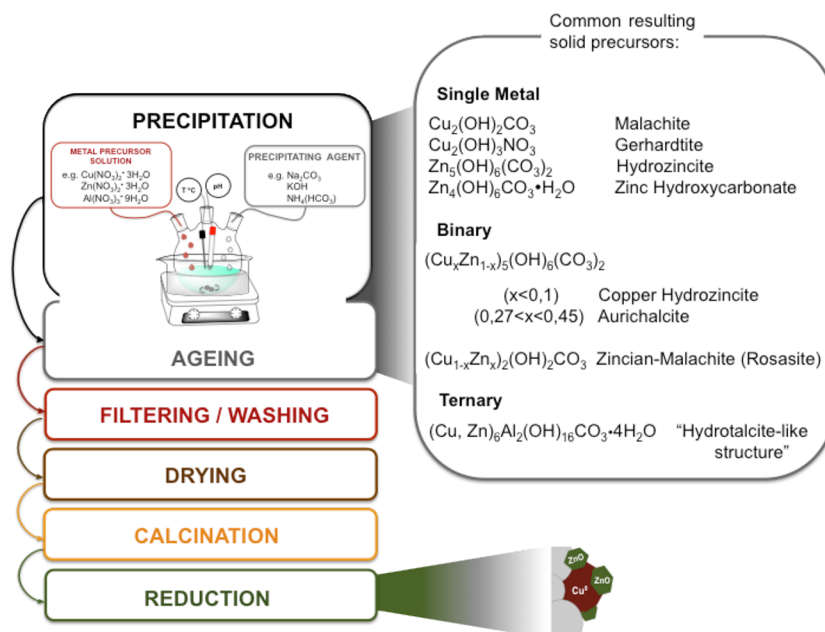 Common resulting
solid precursors:
PRECIPITATION
METAL PRECURSOR
SOLUTION
e.g. Cu(NO₃)₂• 3H₂O
Zn(NO₃)₂• 3H₂O
Al(NO₃)₃• 9H₂O
T °C
pH
PRECIPITATING AGENT
e.g. Na₂CO₃
KOH
NH₄(HCO₃)
AGEING
FILTERING / WASHING
DRYING
CALCINATION
REDUCTION
Single Metal
Cu₂(OH)₂CO₃ Malachite
Cu₂(OH)₃NO₃ Gerhardtite
Zn₅(OH)₆(CO₃)₂ Hydrozincite
Zn₄(OH)₆CO₃•H₂O Zinc Hydroxycarbonate
Binary
(CuₓZn₁₋ₓ)₅(OH)₆(CO₃)₂
(x<0,1) Copper Hydrozincite
(0,27<x<0,45) Aurichalcite
(Cu₁₋ₓZnₓ)₂(OH)₂CO₃ Zincian-Malachite (Rosasite)
Ternary
(Cu, Zn)₆Al₂(OH)₁₆CO₃•4H₂O “Hydrotalcite-like
structure”
ZnO
ZnO
Cu⁰